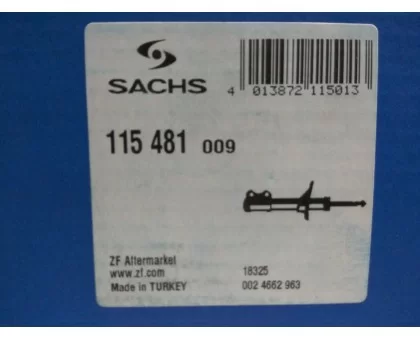 SACHS
4 013872 115013
115 481 009
ZF Aftermarket
www.zf.com
Made in TURKEY
18325
002 4662 963